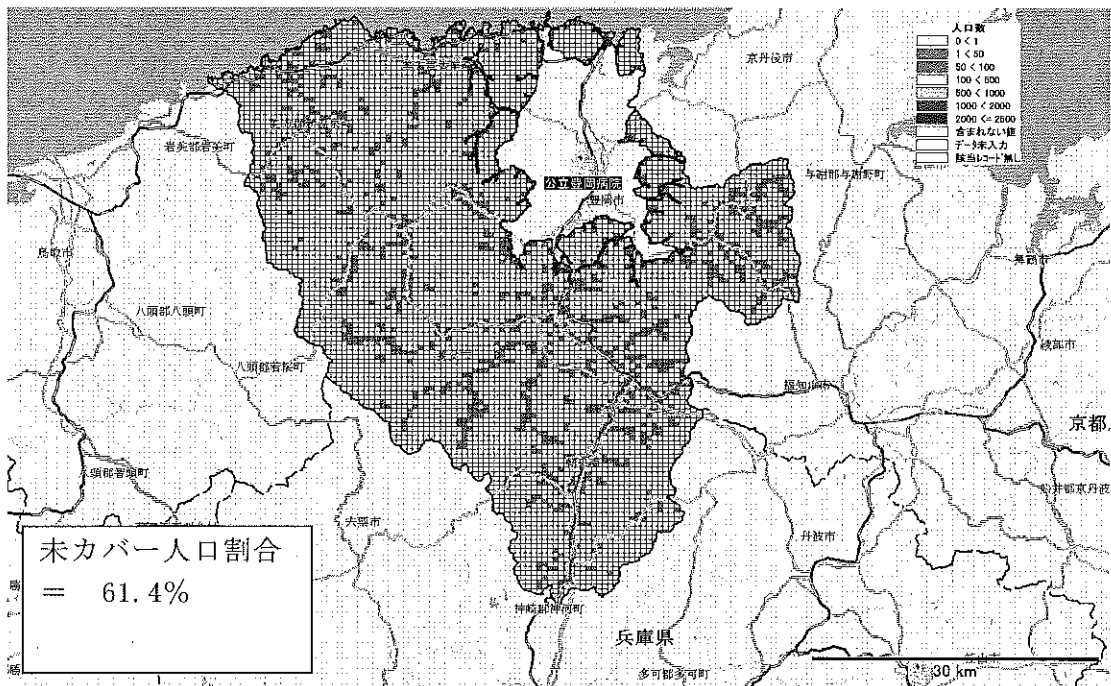 人口数
0 < 1
1 < 50
50 < 100
100 < 500
500 < 1000
1000 < 2000
2000 <= 2500
含まれない値
データ未入力
該当レコード無し
京丹後市
岩美郡岩美町
与謝郡与謝野町
公立豊岡病院
豊岡市
鳥取市
舞鶴市
八頭郡八頭町
八頭郡若桜町
綾部市
福知山市
京都
八頭郡智頭町
船井郡京丹波
宍粟市
丹波市
未カバー人口割合
= 61.4%
神崎郡神河町
兵庫県
多可郡多可町
篠山市
30 km